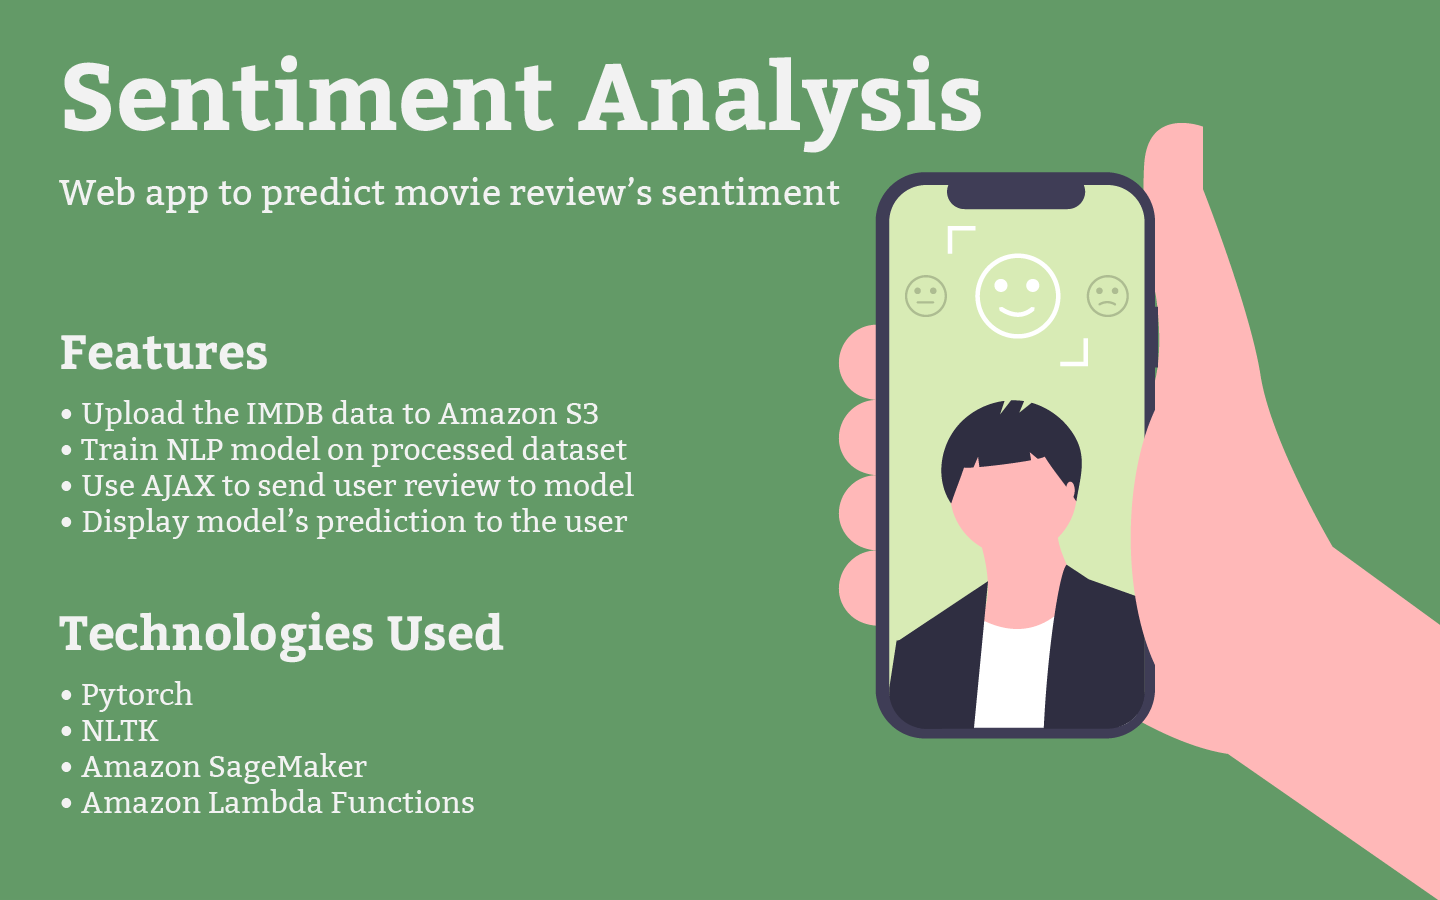 Sentiment Analysis
Web app to predict movie review’s sentiment
Features
• Upload the IMDB data to Amazon S3
• Train NLP model on processed dataset
• Use AJAX to send user review to model
• Display model’s prediction to the user
Technologies Used
• Pytorch
• NLTK
• Amazon SageMaker
• Amazon Lambda Functions